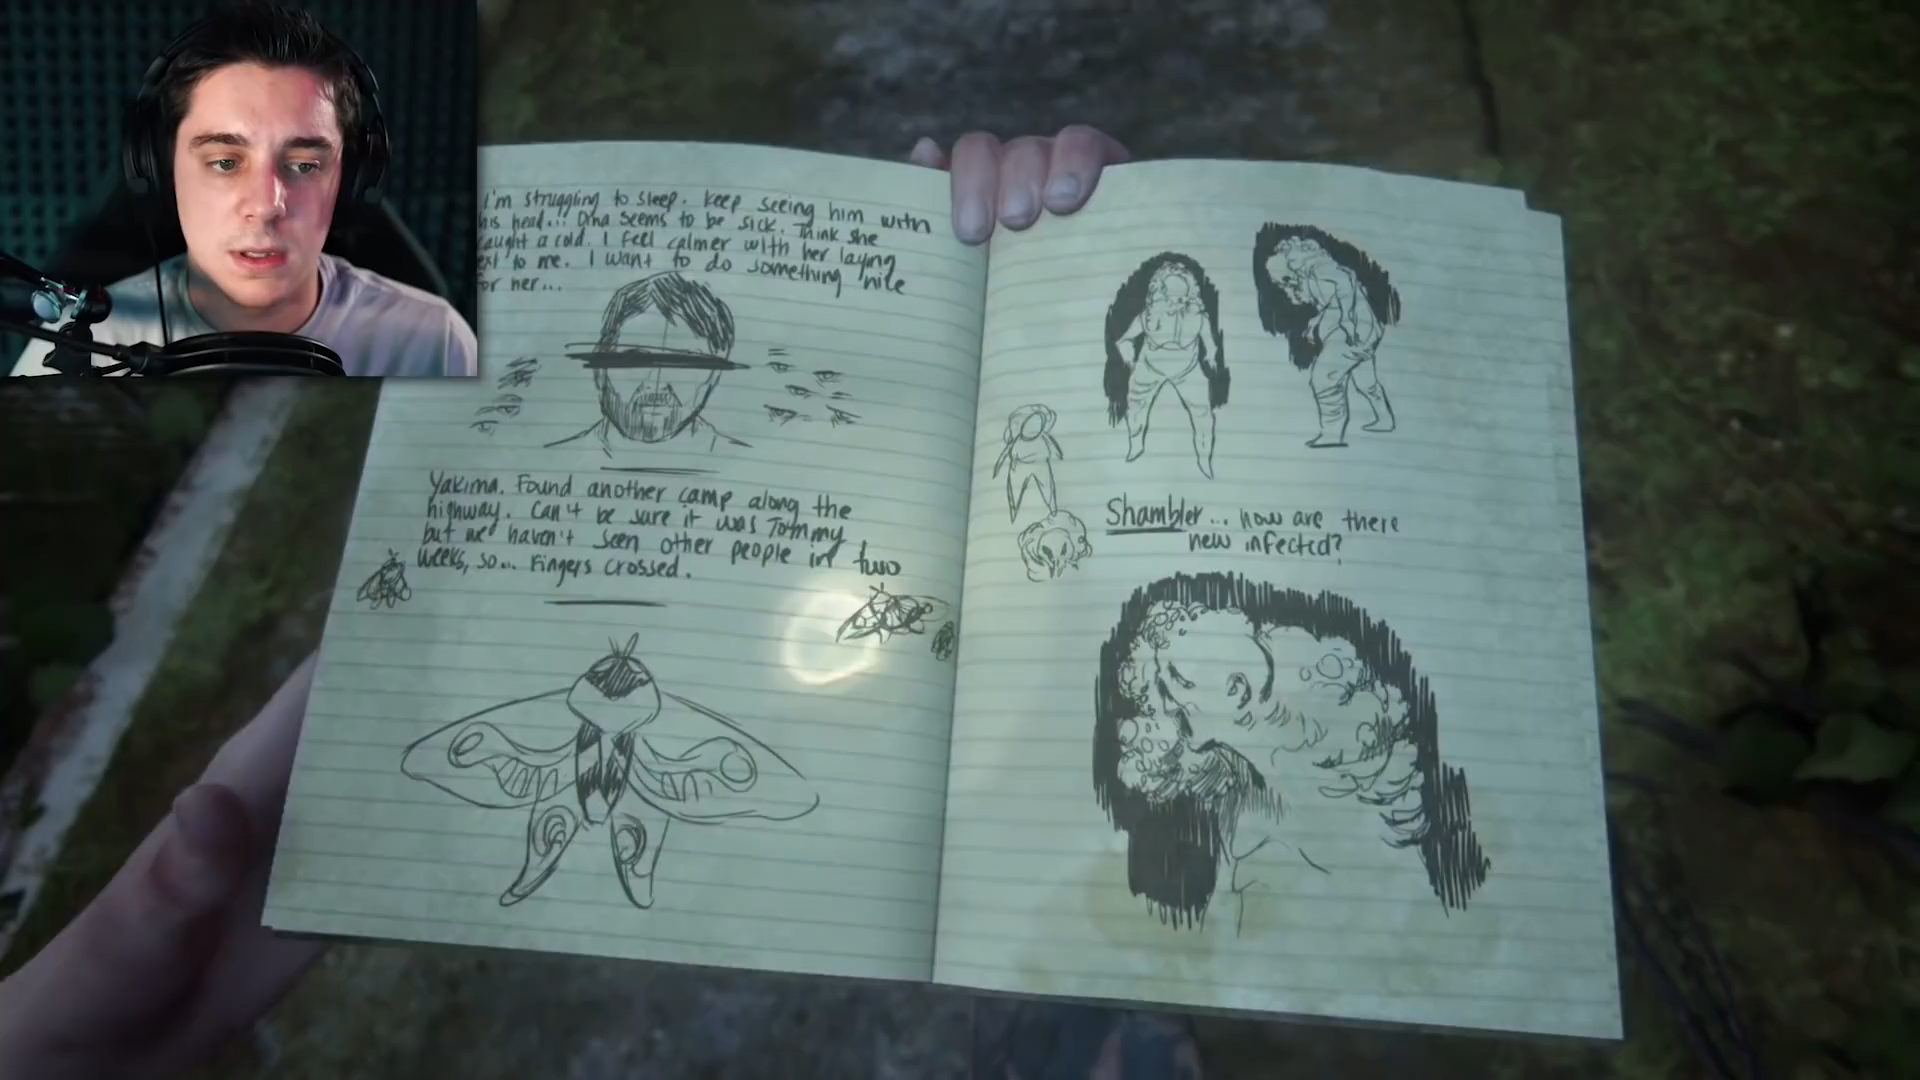 I'm struggling to sleep. Keep seeing him with
his head... Dina seems to be sick. Think she
caught a cold. I feel calmer with her laying
next to me. I want to do something nice
for her...
Yakima. Found another camp along the
highway. Can't be sure it was Tommy
but we haven't seen other people in two
weeks, so... Fingers crossed.
Shambler... how are there
new infected?